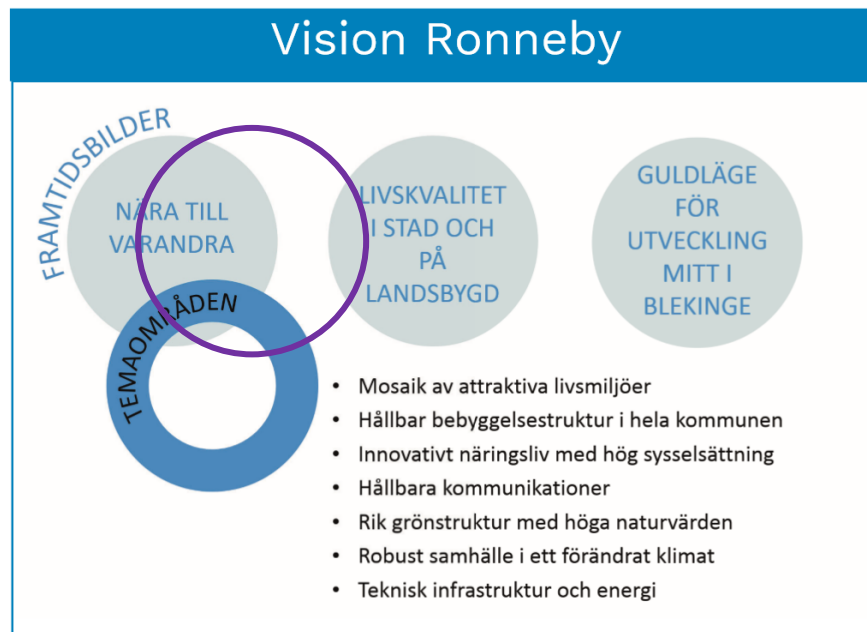 Vision Ronneby
FRAMTIDSBILDER
NÄRA TILL
VARANDRA
LIVSKVALITET
I STAD OCH
PÅ
LANDSBYGD
GULDLÄGE
FÖR
UTVECKLING
MITT I
BLEKINGE
TEMAOMRÅDEN
• Mosaik av attraktiva livsmiljöer
• Hållbar bebyggelsestruktur i hela kommunen
• Innovativt näringsliv med hög sysselsättning
• Hållbara kommunikationer
• Rik grönstruktur med höga naturvärden
• Robust samhälle i ett förändrat klimat
• Teknisk infrastruktur och energi